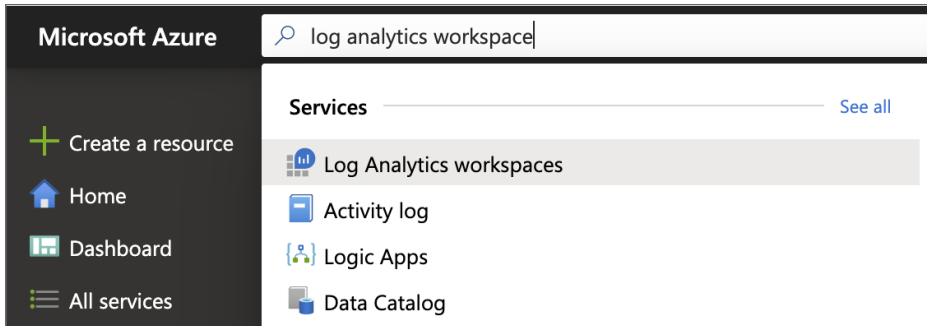 Microsoft Azure
log analytics workspace
Services
See all
Create a resource
Log Analytics workspaces
Home
Activity log
Dashboard
Logic Apps
All services
Data Catalog